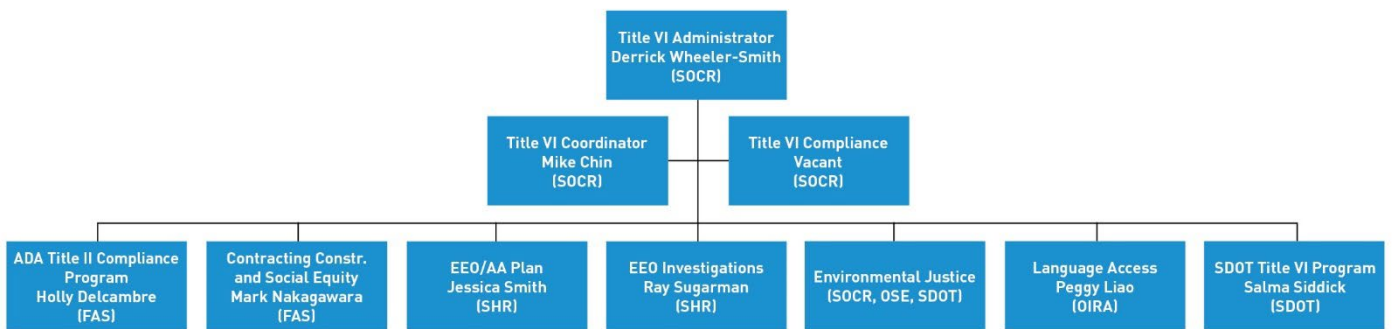 Title VI Administrator
Derrick Wheeler-Smith
(SOCR)
Title VI Coordinator
Mike Chin
(SOCR)
Title VI Compliance
Vacant
(SOCR)
ADA Title II Compliance
Program
Holly Delcambre
(FAS)
Contracting Constr.
and Social Equity
Mark Nakagawara
(FAS)
EEO/AA Plan
Jessica Smith
(SHR)
EEO Investigations
Ray Sugarman
(SHR)
Environmental Justice
(SOCR, OSE, SDOT)
Language Access
Peggy Liao
(OIRA)
SDOT Title VI Program
Salma Siddick
(SDOT)